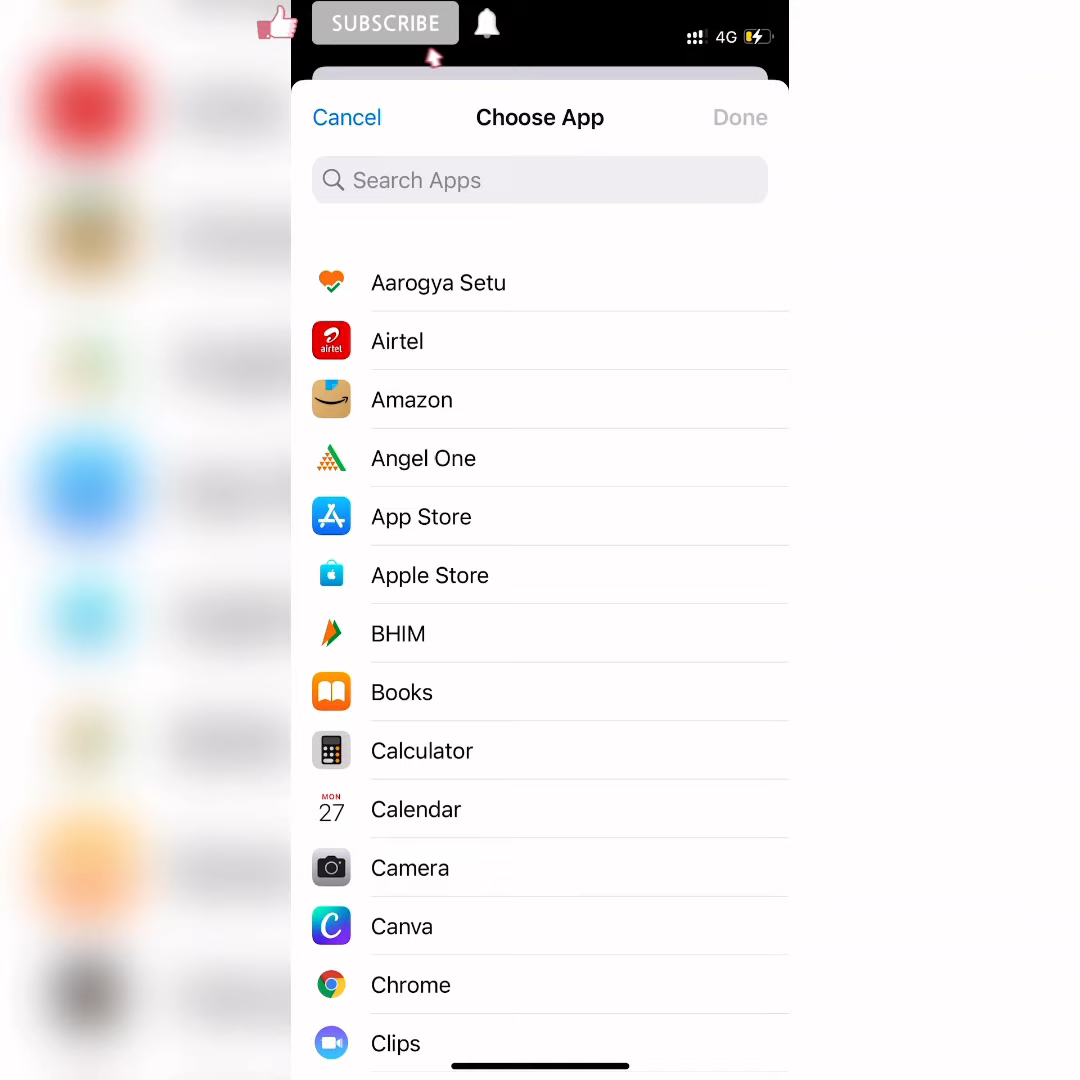 SUBSCRIBE
4G
Cancel
Choose App
Done
Search Apps
Aarogya Setu
airtel
Airtel
Amazon
Angel One
App Store
Apple Store
BHIM
Books
Calculator
MON
27
Calendar
Camera
C
Canva
Chrome
Clips